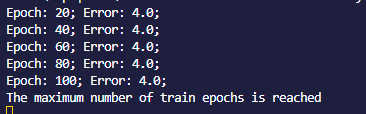 Epoch: 20; Error: 4.0;
Epoch: 40; Error: 4.0;
Epoch: 60; Error: 4.0;
Epoch: 80; Error: 4.0;
Epoch: 100; Error: 4.0;
The maximum number of train epochs is reached